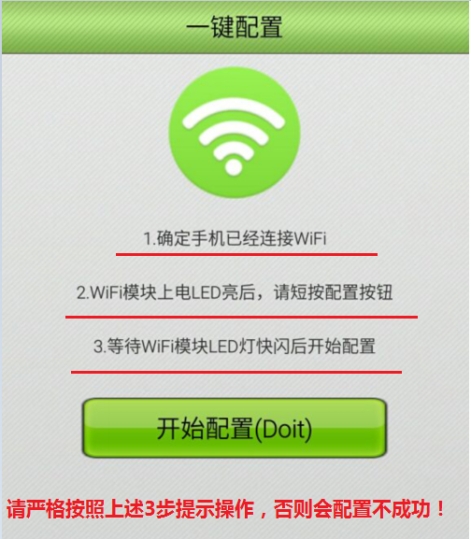 一键配置
1.确定手机已经连接WiFi
2.WiFi模块上电LED亮后，请短按配置按钮
3.等待WiFi模块LED灯快闪后开始配置
开始配置(Doit)
请严格按照上述3步提示操作，否则会配置不成功！